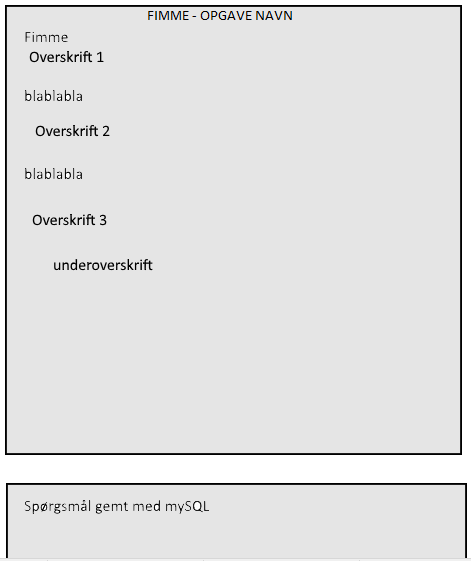 FIMME - OPGAVE NAVN
Fimme
Overskrift 1
blablabla
Overskrift 2
blablabla
Overskrift 3
underoverskrift
Spørgsmål gemt med mySQL